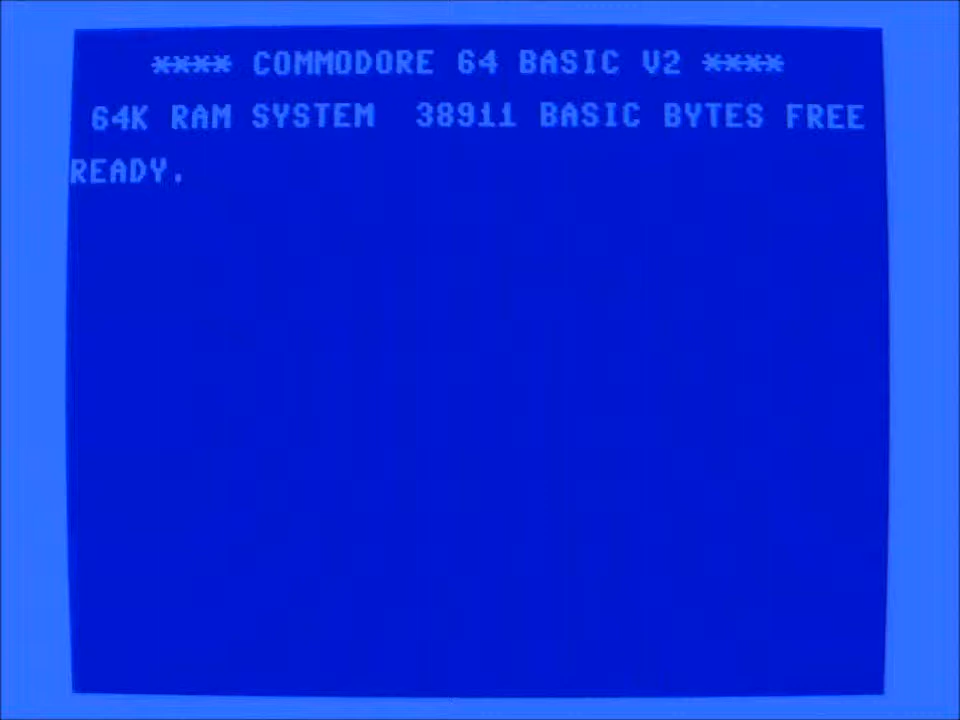 **** COMMODORE 64 BASIC V2 ****
64K RAM SYSTEM  38911 BASIC BYTES FREE
READY.